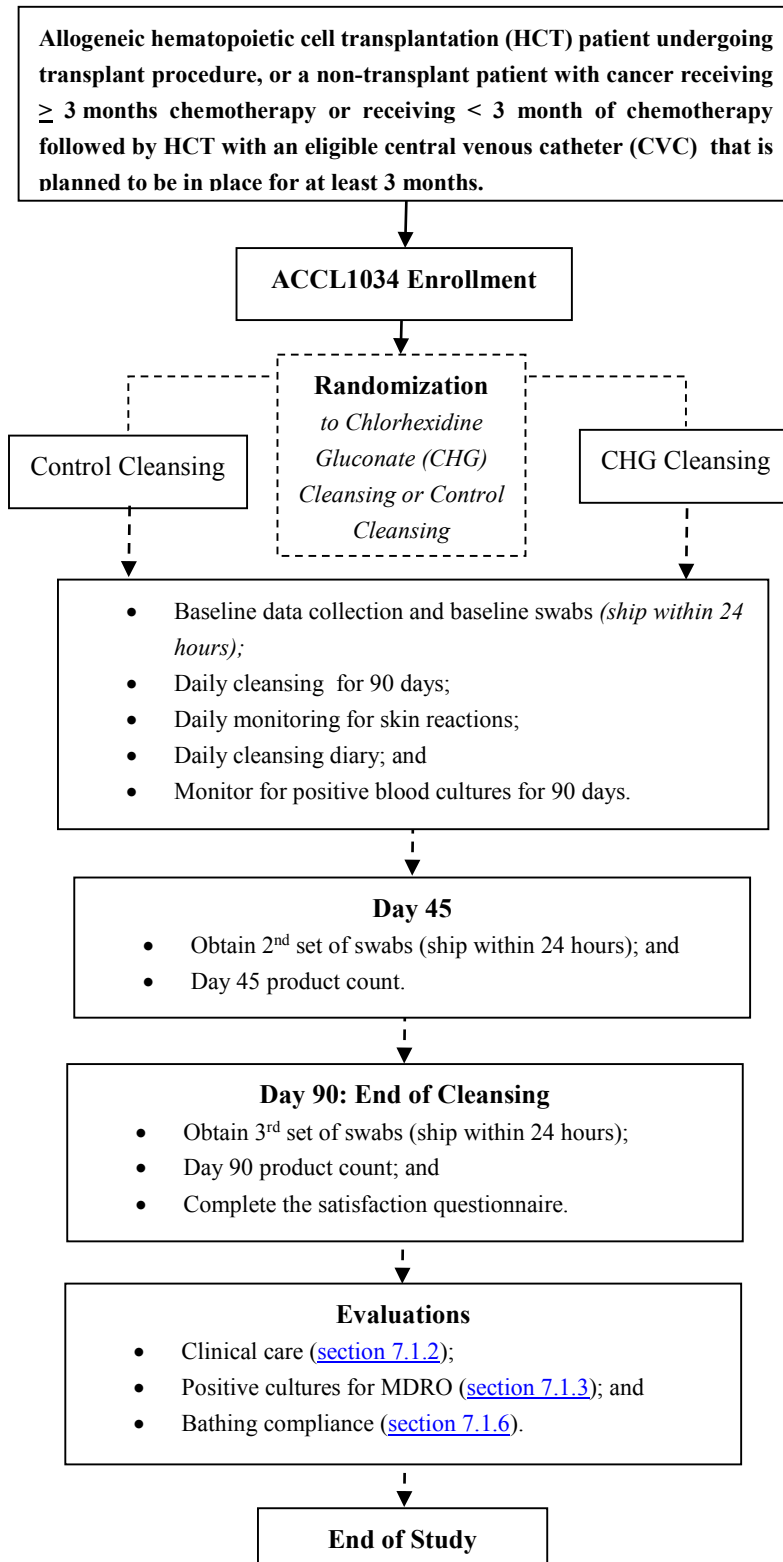 Allogeneic hematopoietic cell transplantation (HCT) patient undergoing
transplant procedure, or a non-transplant patient with cancer receiving
≥ 3 months chemotherapy or receiving < 3 month of chemotherapy
followed by HCT with an eligible central venous catheter (CVC) that is
planned to be in place for at least 3 months.
ACCL1034 Enrollment
Randomization
to Chlorhexidine
Gluconate (CHG)
Cleansing or Control
Cleansing
Control Cleansing
CHG Cleansing
• Baseline data collection and baseline swabs (ship within 24
hours);
• Daily cleansing for 90 days;
• Daily monitoring for skin reactions;
• Daily cleansing diary; and
• Monitor for positive blood cultures for 90 days.
Day 45
• Obtain 2nd set of swabs (ship within 24 hours); and
• Day 45 product count.
Day 90: End of Cleansing
• Obtain 3rd set of swabs (ship within 24 hours);
• Day 90 product count; and
• Complete the satisfaction questionnaire.
Evaluations
• Clinical care (section 7.1.2);
• Positive cultures for MDRO (section 7.1.3); and
• Bathing compliance (section 7.1.6).
End of Study